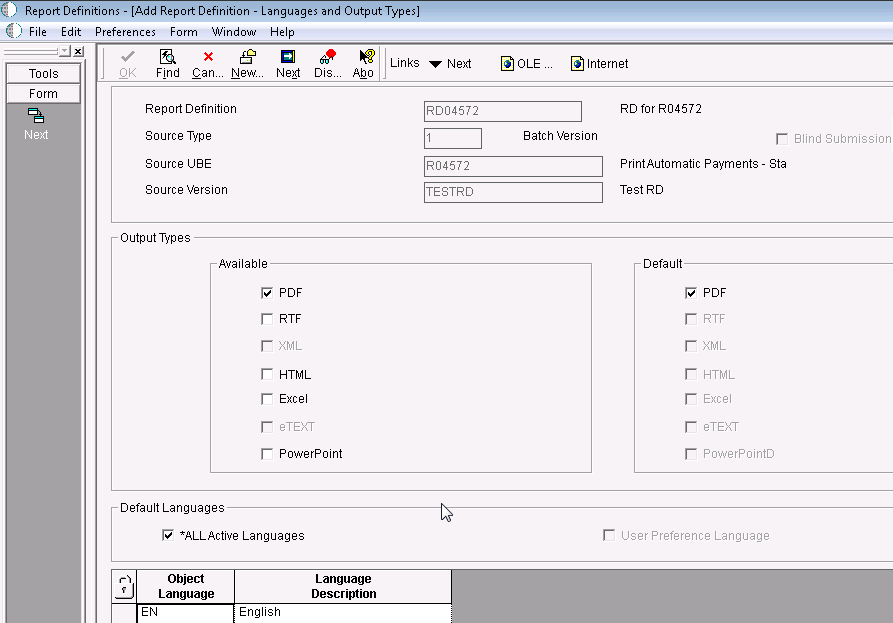 Report Definitions - [Add Report Definition - Languages and Output Types]
File Edit Preferences Form Window Help
OK Find Can... New... Next Dis... Abo Links Next OLE ... Internet
Tools
Form
Next
Report Definition RD04572 RD for R04572
Source Type 1 Batch Version Blind Submission
Source UBE R04572 Print Automatic Payments - Sta
Source Version TESTRD Test RD
Output Types
Available Default
PDF PDF
RTF RTF
XML XML
HTML HTML
Excel Excel
eTEXT eTEXT
PowerPoint PowerPointD
Default Languages
*ALL Active Languages User Preference Language
Object Language
Language Description
EN English